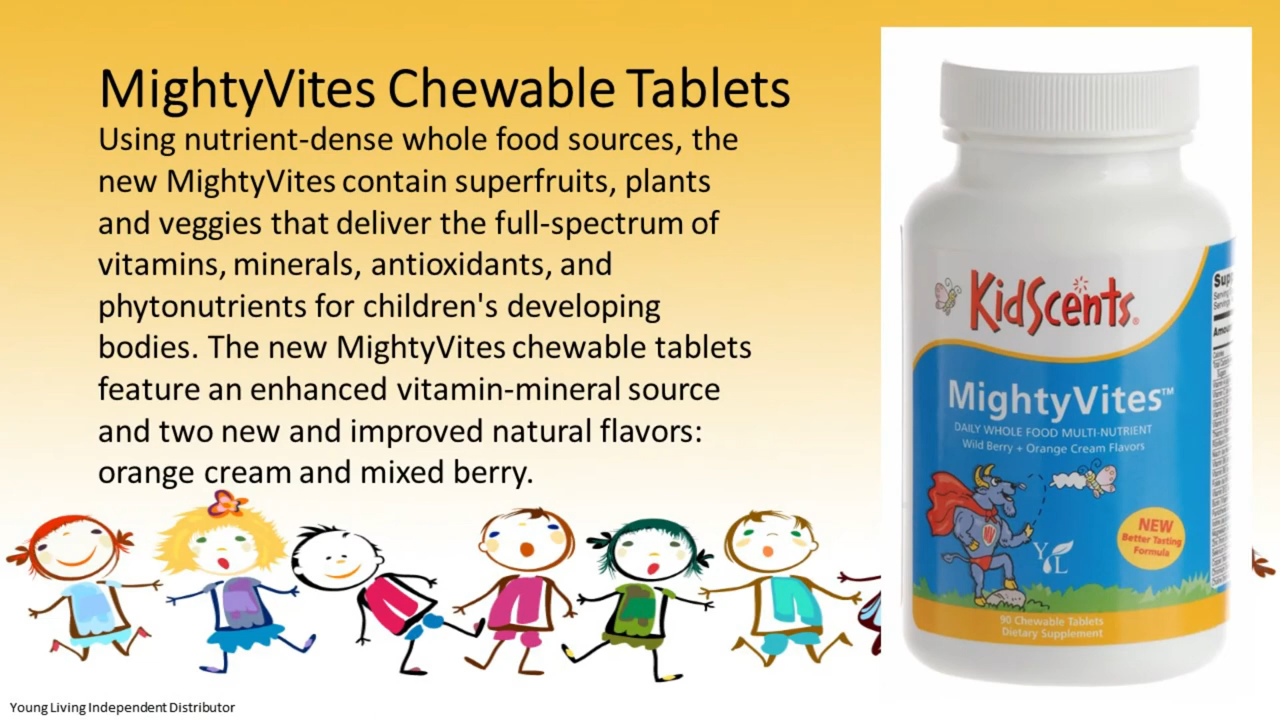 MightyVites Chewable Tablets
Using nutrient-dense whole food sources, the
new MightyVites contain superfruits, plants
and veggies that deliver the full-spectrum of
vitamins, minerals, antioxidants, and
phytonutrients for children's developing
bodies. The new MightyVites chewable tablets
feature an enhanced vitamin-mineral source
and two new and improved natural flavors:
orange cream and mixed berry.
KidScents®
MightyVites™
DAILY WHOLE FOOD MULTI-NUTRIENT
Wild Berry + Orange Cream Flavors
NEW
Better Tasting
Formula
YL
90 Chewable Tablets
Dietary Supplement
Young Living Independent Distributor